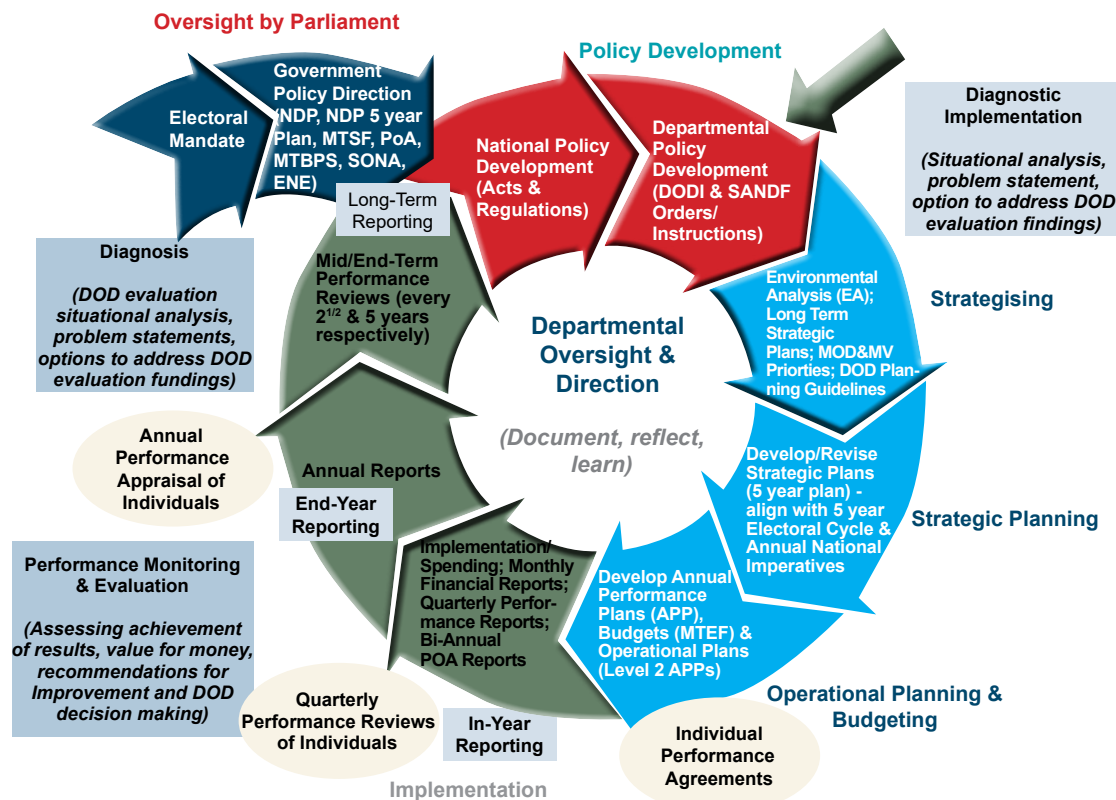 Oversight by Parliament
Policy Development
Electoral
Mandate
Government
Policy Direction
(NDP, NDP 5 year
Plan, MTSF, PoA,
MTBPS, SONA,
ENE)
National Policy
Development
(Acts &
Regulations)
Departmental
Policy
Development
(DODI & SANDF
Orders/
Instructions)
Diagnostic
Implementation
(Situational analysis,
problem statement,
option to address DOD
evaluation findings)
Long-Term
Reporting
Diagnosis
(DOD evaluation
situational analysis,
problem statements,
options to address DOD
evaluation fundings)
Mid/End-Term
Performance
Reviews (every
21/2 & 5 years
respectively)
Departmental
Oversight &
Direction
(Document, reflect,
learn)
Environmental
Analysis (EA);
Long Term
Strategic
Plans; MOD&MV
Priorties; DOD Plan-
ning Guidelines
Strategising
Annual
Performance
Appraisal of
Individuals
Annual Reports
End-Year
Reporting
Develop/Revise
Strategic Plans
(5 year plan) -
align with 5 year
Electoral Cycle &
Annual National
Imperatives
Strategic Planning
Performance Monitoring
& Evaluation
(Assessing achievement
of results, value for money,
recommendations for
Improvement and DOD
decision making)
Implementation/
Spending; Monthly
Financial Reports;
Quarterly Perfor-
mance Reports;
Bi-Annual
POA Reports
Develop Annual
Performance
Plans (APP),
Budgets (MTEF) &
Operational Plans
(Level 2 APPs)
Operational Planning &
Budgeting
Quarterly
Performance Reviews
of Individuals
In-Year
Reporting
Individual
Performance
Agreements
Implementation